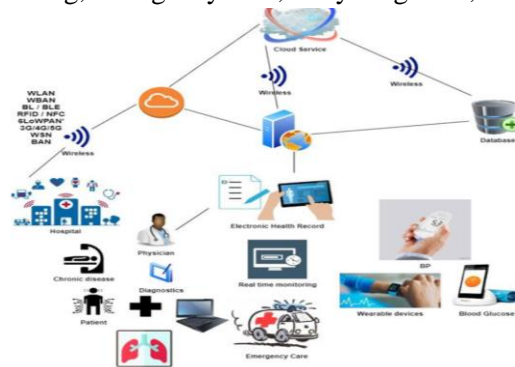 Cloud Service
Wireless
Wireless
WLAN
WBAN
BL / BLE
RFID / NFC
6LoWPAN'
3G/4G/5G
WSN
BAN
Wireless
Database
Hospital
Physician
Electronic Health Record
BP
Chronic disease
Diagnostics
Real time monitoring
Wearable devices
Blood Glucose
Patient
Emergency Care